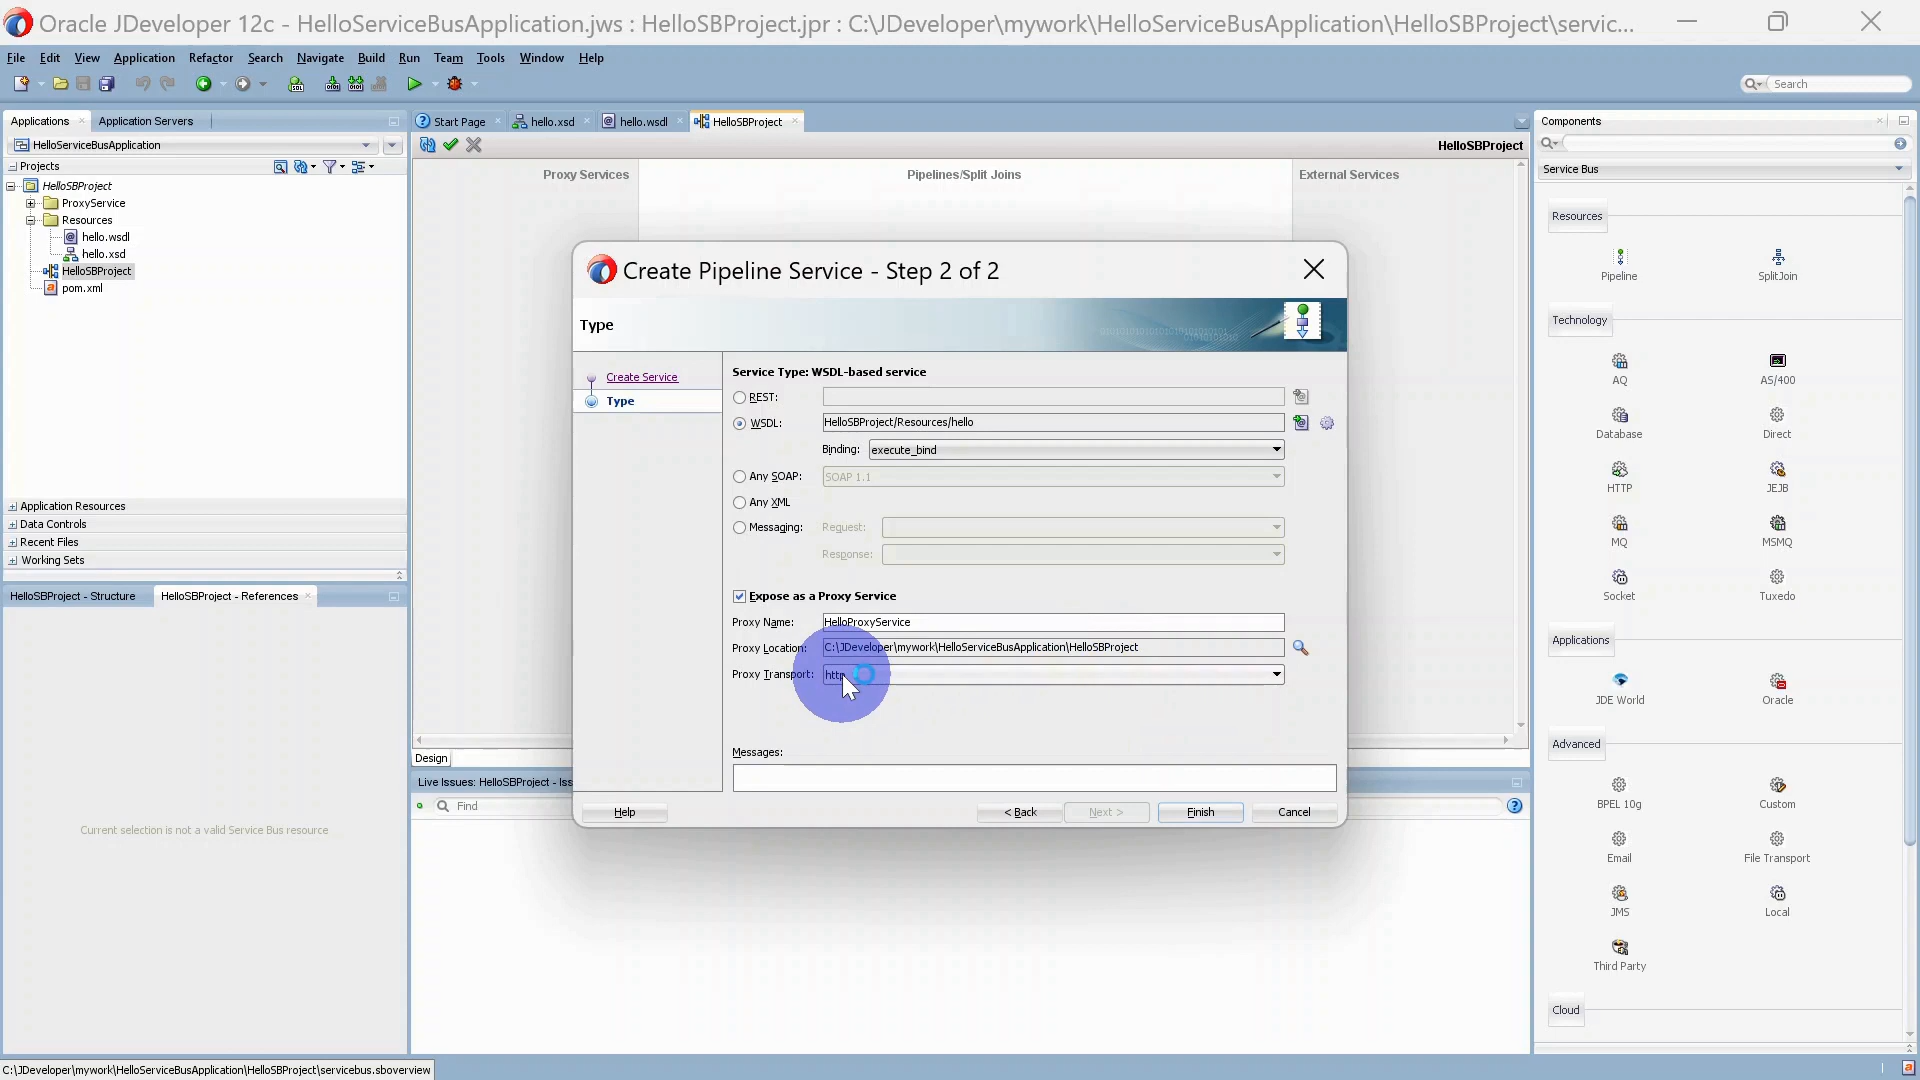 Oracle JDeveloper 12c - HelloServiceBusApplication.jws : HelloSBProject.jpr : C:\JDeveloper\mywork\HelloServiceBusApplication\HelloSBProject\servic...
File Edit View Application Refactor Search Navigate Build Run Team Tools Window Help
Search
Applications
Application Servers
HelloServiceBusApplication
Projects
HelloSBProject
ProxyService
Resources
hello.wsdl
hello.xsd
HelloSBProject
pom.xml
Application Resources
Data Controls
Recent Files
Working Sets
HelloSBProject - Structure
HelloSBProject - References
Current selection is not a valid Service Bus resource
Start Page
hello.xsd
hello.wsdl
HelloSBProject
HelloSBProject
Proxy Services
Pipelines/Split Joins
External Services
Create Pipeline Service - Step 2 of 2
Type
Create Service
Type
Service Type: WSDL-based service
REST:
WSDL: HelloSBProject/Resources/hello
Binding: execute_bind
Any SOAP: SOAP 1.1
Any XML
Messaging: Request:
Response:
Expose as a Proxy Service
Proxy Name: HelloProxyService
Proxy Location: C:\JDeveloper\mywork\HelloServiceBusApplication\HelloSBProject
Proxy Transport: http
Messages:
Help
< Back
Next >
Finish
Cancel
Design
Live Issues: HelloSBProject - Iss
Find
Components
Service Bus
Resources
Pipeline
SplitJoin
Technology
AQ
AS/400
Database
Direct
HTTP
JEJB
MQ
MSMQ
Socket
Tuxedo
Applications
JDE World
Oracle
Advanced
BPEL 10g
Custom
Email
File Transport
JMS
Local
Third Party
Cloud
C:\JDeveloper\mywork\HelloServiceBusApplication\HelloSBProject\servicebus.sboverview